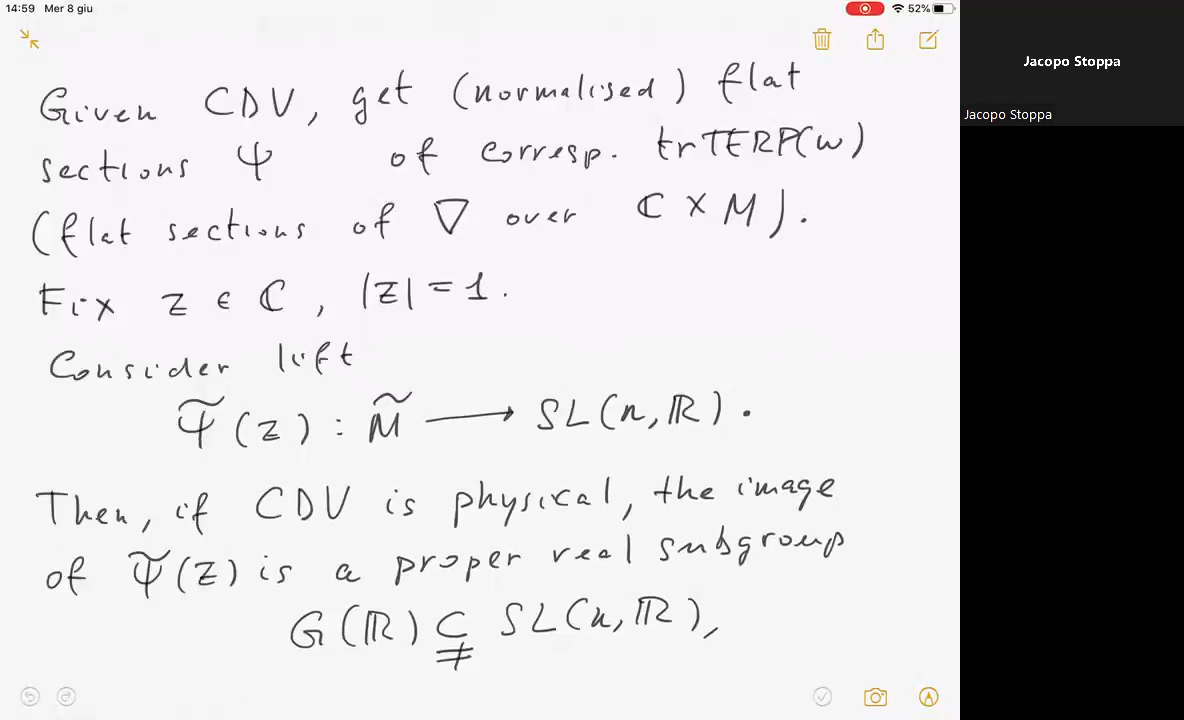 14:59 Mer 8 giu
52%
Given CDV, get (normalised) flat
sections Ψ of corresp. trTERP(w)
(flat sections of ∇ over ℂ × M).
Fix z ∈ ℂ, |z| = 1.
Consider lift
Ψ̃(z) : M̃ ⟶ SL(n, ℝ).
Then, if CDV is physical, the image
of Ψ̃(z) is a proper real subgroup
G(ℝ) ⊊ SL(n, ℝ),
Jacopo Stoppa
Jacopo Stoppa